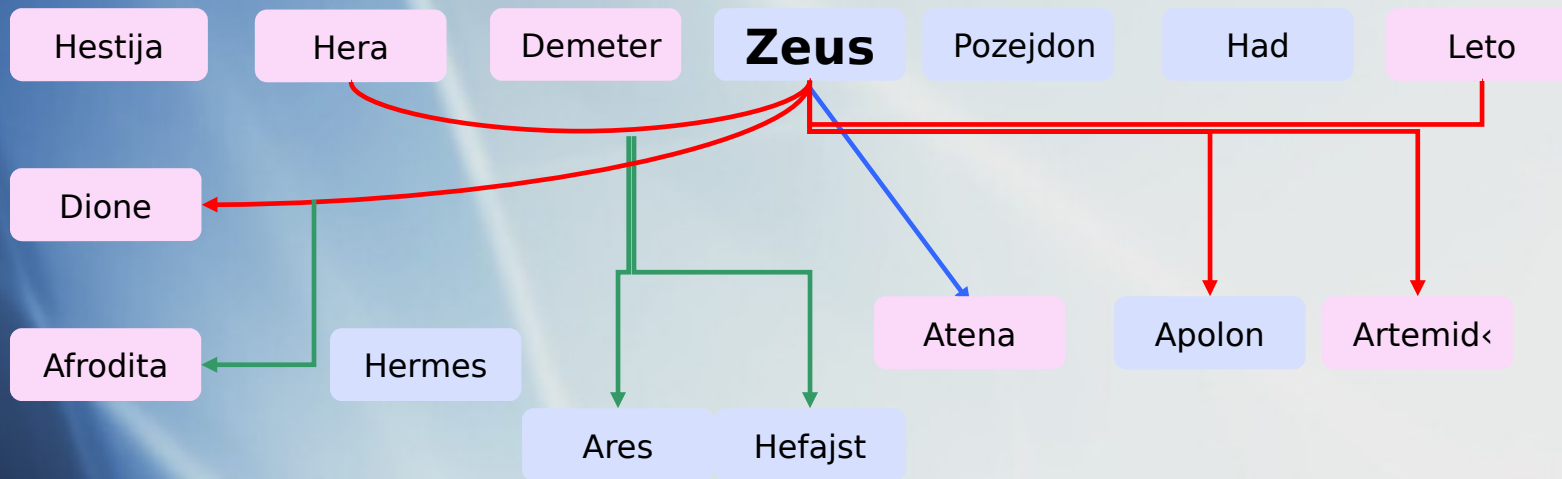 Hestija
Hera
Demeter
Zeus
Pozejdon
Had
Leto
Dione
Atena
Apolon
Artemid‹
Afrodita
Hermes
Ares
Hefajst